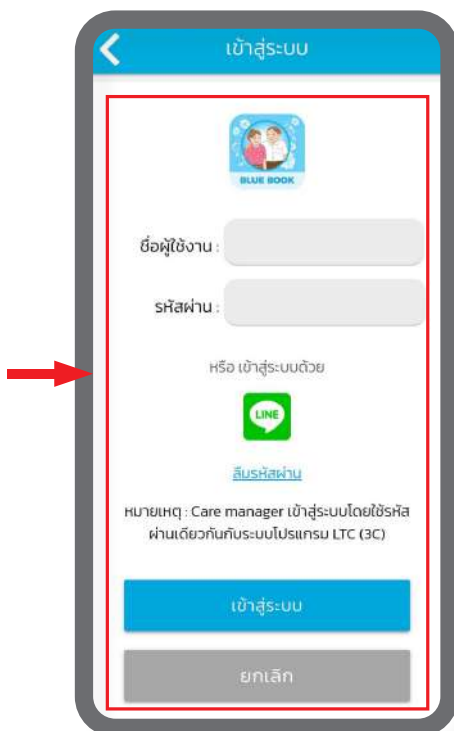 เข้าสู่ระบบ
BLUE BOOK
ชื่อผู้ใช้งาน :
รหัสผ่าน :
หรือ เข้าสู่ระบบด้วย
LINE
ลืมรหัสผ่าน
หมายเหตุ : Care manager เข้าสู่ระบบโดยใช้รหัส
ผ่านเดียวกันกับระบบโปรแกรม LTC (3C)
เข้าสู่ระบบ
ยกเลิก